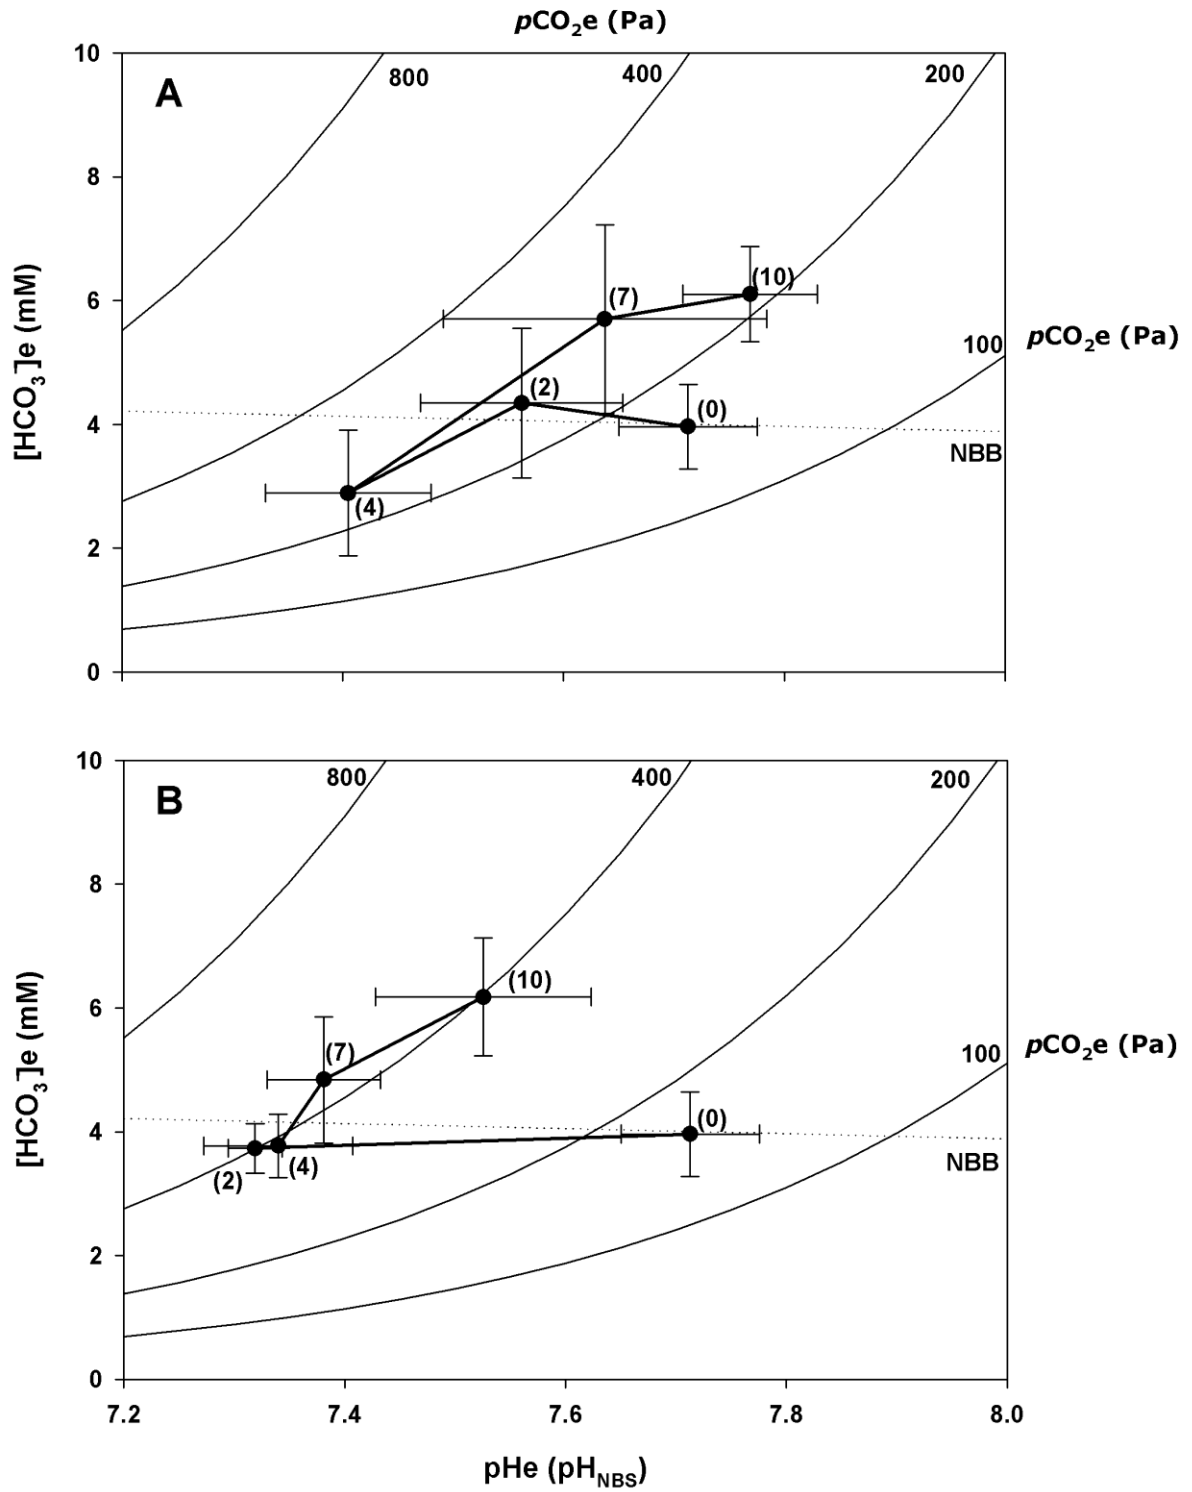 pCO₂e (Pa)
10
A
800
400
200
8
(10)
6
(7)
100
pCO₂e (Pa)
(2)
(0)
4
NBB
(4)
2
0
[HCO₃⁻]e (mM)
10
800
400
200
B
8
(10)
6
(7)
100
pCO₂e (Pa)
(0)
4
NBB
(4)
(2)
2
0
[HCO₃⁻]e (mM)
7.2 7.4 7.6 7.8 8.0
pHe (pH_NBS)